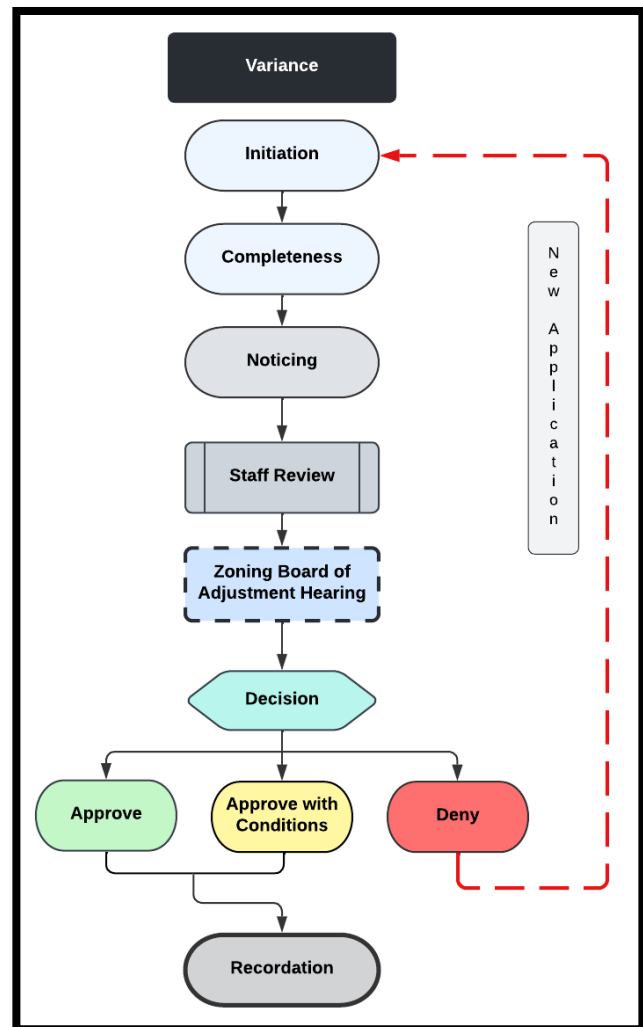 Variance
Initiation
Completeness
Noticing
Staff Review
Zoning Board of
Adjustment Hearing
Decision
Approve
Approve with
Conditions
Deny
Recordation
New Application